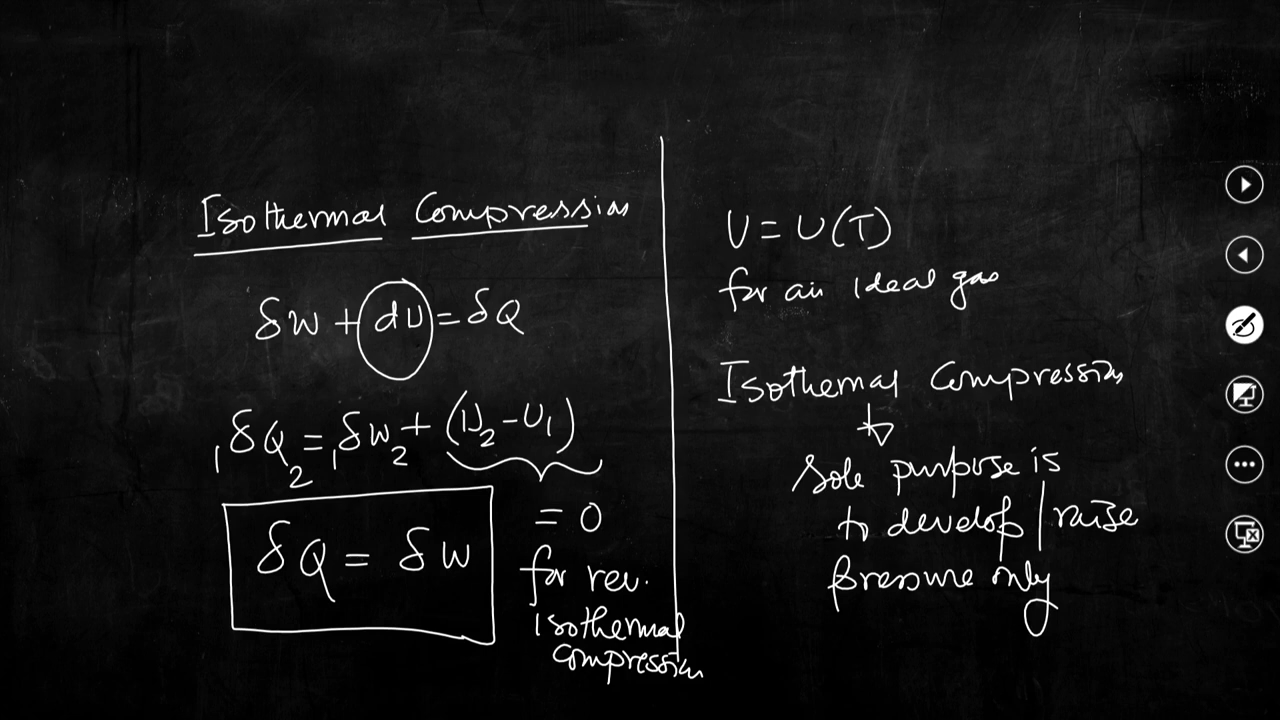 Isothermal Compression
δW + dU = δQ
₁δQ₂ = ₁δW₂ + (U₂ - U₁)
= 0
for rev.
isothermal
compression
δQ = δW
U = U(T)
for an ideal gas
Isothermal Compression
↓
Sole purpose is
to develop/raise
pressure only